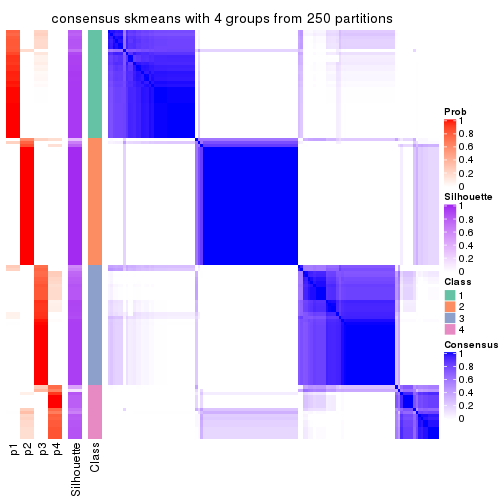 consensus skmeans with 4 groups from 250 partitions
Prob
1
0.8
0.6
0.4
0.2
0
Silhouette
1
0.8
0.6
0.4
0.2
0
Class
1
2
3
4
Consensus
1
0.8
0.6
0.4
0.2
0
p1
p2
p3
p4
Silhouette
Class